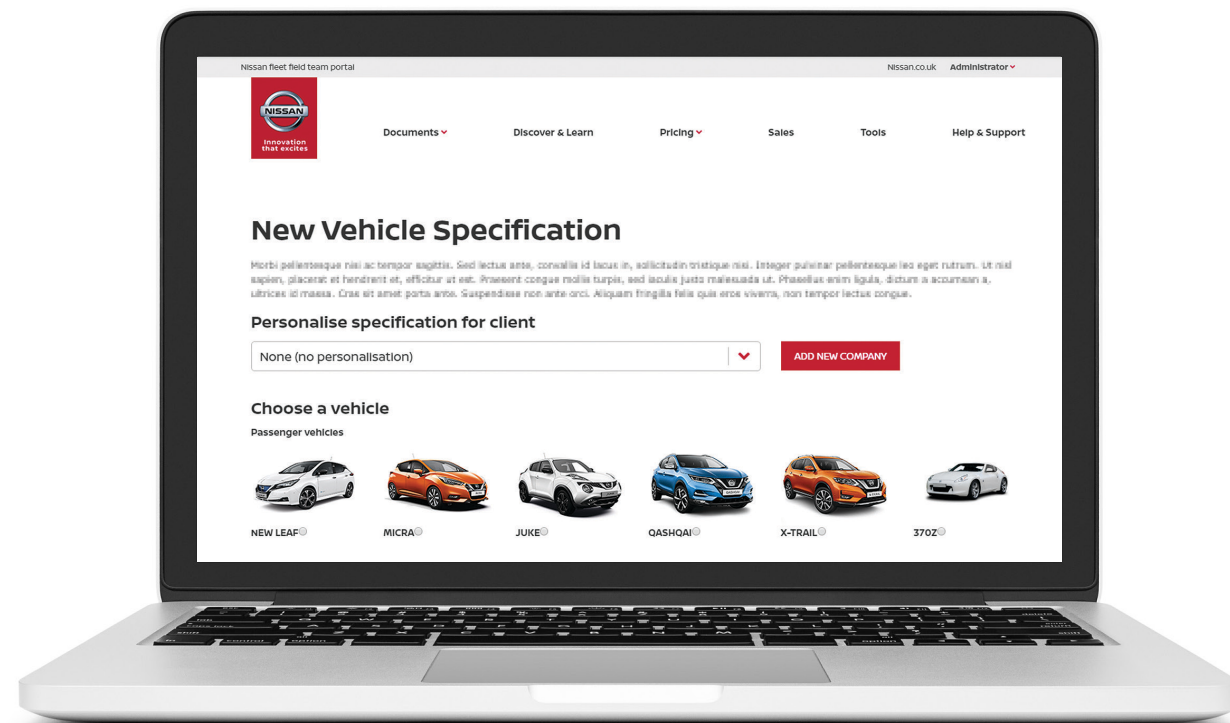 Nissan fleet field team portal
Nissan.co.uk Administrator
NISSAN
Innovation
that excites
Documents Discover & Learn Pricing Sales Tools Help & Support
New Vehicle Specification
Morbi pellentesque nisi ac tempor sagittis. Sed lectus ante, convallis id lacus in, sollicitudin tristique nisi. Integer pulvinar pellentesque leo eget rutrum. Ut nisl
sapien, placerat et hendrerit et, efficitur ut est. Praesent congue mollis turpis, sed iaculis justo malesuada ut. Phasellus enim ligula, dictum a accumsan a,
ultrices id massa. Cras sit amet porta ante. Suspendisse non ante orci. Aliquam fringilla felis quis eros viverra, non tempor lectus congue.
Personalise specification for client
None (no personalisation)
ADD NEW COMPANY
Choose a vehicle
Passenger vehicles
NEW LEAF MICRA JUKE QASHQAI X-TRAIL 370Z